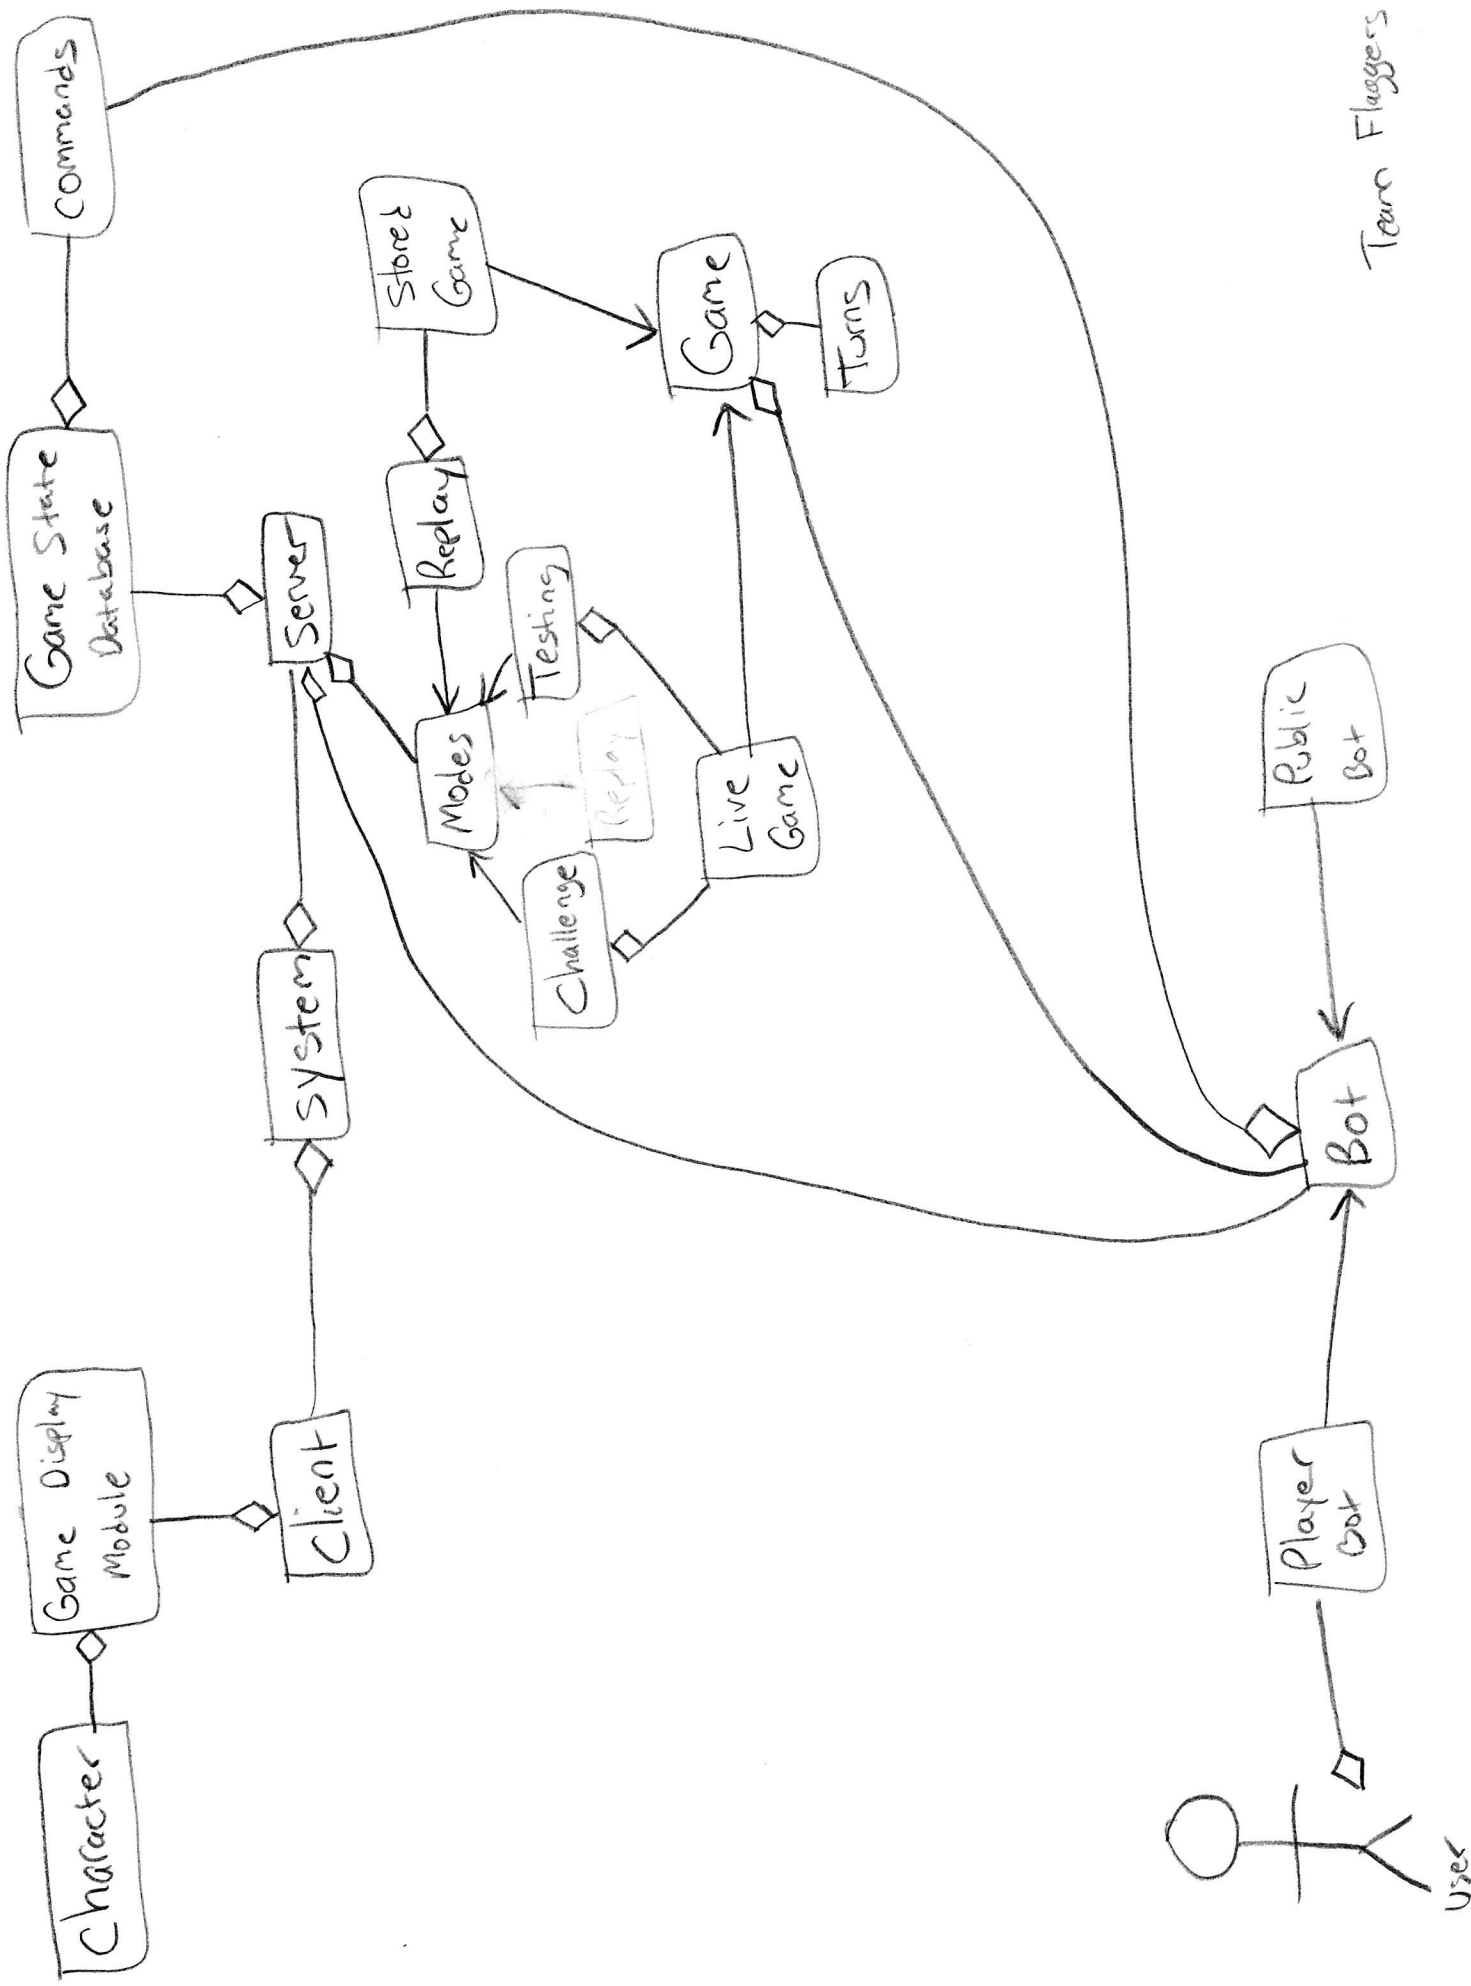 Character
Game Display
Module
Game State
Database
Commands
Client
System
Server
Modes
Replay
Stored
Game
Challenge
Testing
Replay
Live
Game
Game
Turns
Player
Bot
Bot
Public
Bot
User
Team Flaggers